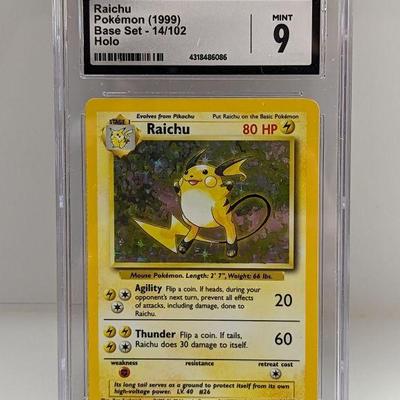 Raichu
Pokémon (1999)
Base Set - 14/102
Holo
MINT
9
4318486086
Evolves from Pikachu
Put Raichu on the Basic Pokémon
STAGE 1
Raichu
80 HP
Mouse Pokémon. Length: 2' 7", Weight: 66 lbs.
Agility Flip a coin. If heads, during your
opponent's next turn, prevent all effects
of attacks, including damage, done to
Raichu.
20
Thunder Flip a coin. If tails,
Raichu does 30 damage to itself.
60
weakness
resistance
retreat cost
Its long tail serves as a ground to protect itself from its own
high-voltage power. LV. 40 #26